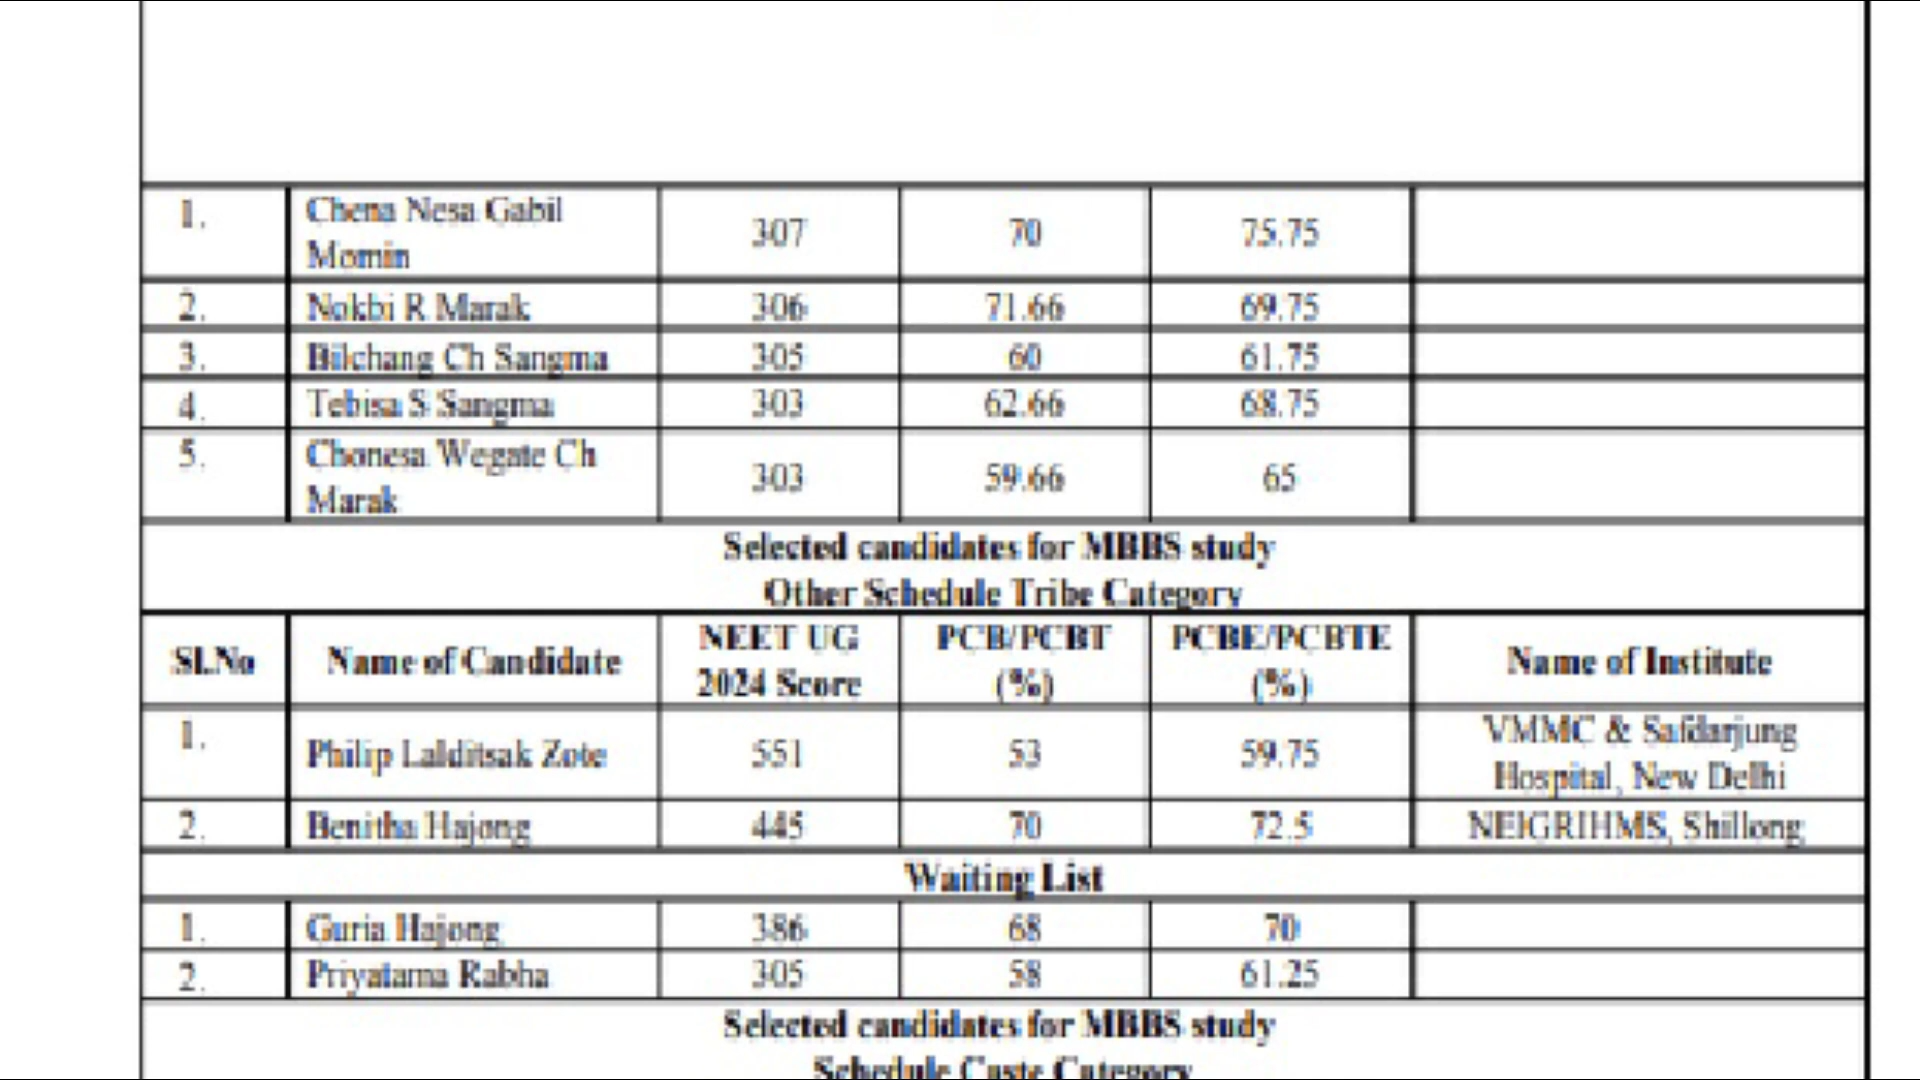 1. Chena Nesa Gabil Momin 307 70 75.75
2. Nokbi R Marak 306 71.66 69.75
3. Bilchang Ch Sangma 305 60 61.75
4. Tebisa S Sangma 303 62.66 68.75
5. Chonesa Wegate Ch Marak 303 59.66 65
Selected candidates for MBBS study
Other Schedule Tribe Category
Sl.No Name of Candidate NEET UG 2024 Score PCB/PCBT (%) PCBE/PCBTE (%) Name of Institute
1. Philip Lalditsak Zote 551 53 59.75 VMMC & Safdarjung Hospital, New Delhi
2. Benitha Hajong 445 70 72.5 NEIGRIHMS, Shillong
Waiting List
1. Guria Hajong 386 68 70
2. Priyatama Rabha 305 58 61.25
Selected candidates for MBBS study
Schedule Caste Category